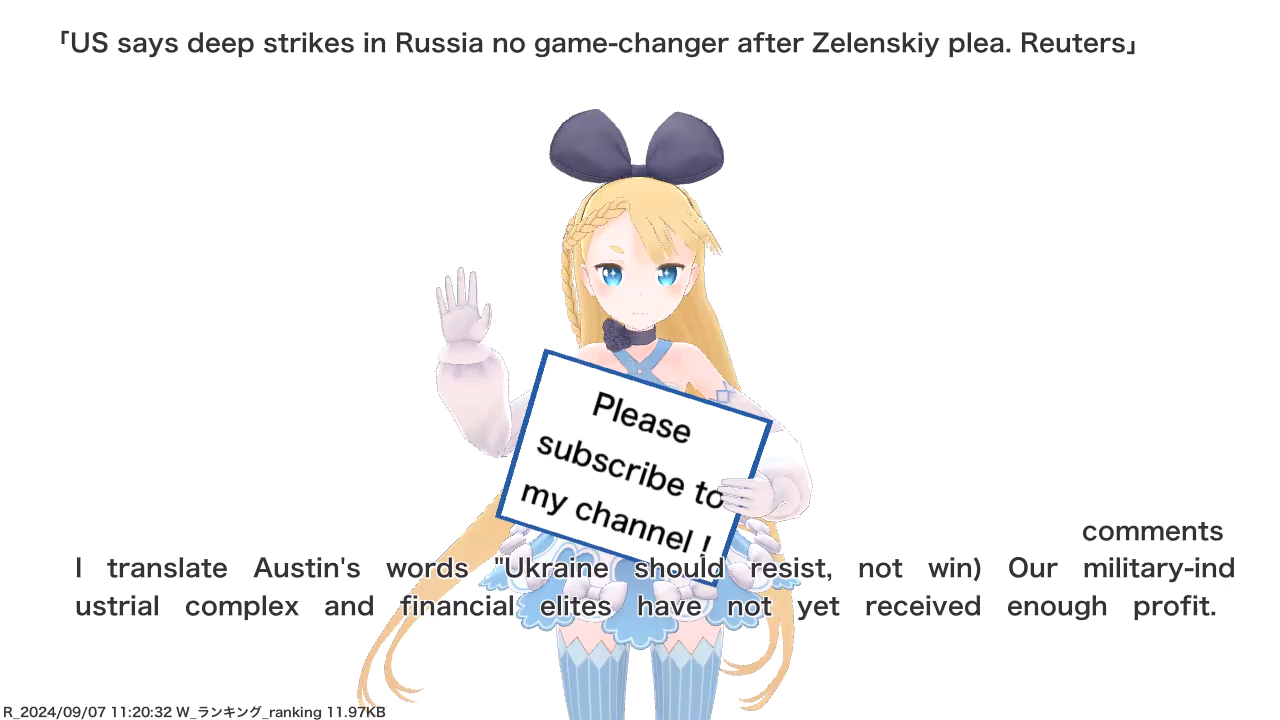 「US says deep strikes in Russia no game-changer after Zelenskiy plea. Reuters」
Please
subscribe to
my channel !
comments
I translate Austin's words "Ukraine should resist, not win) Our military-ind
ustrial complex and financial elites have not yet received enough profit.
R_2024/09/07 11:20:32 W_ランキング_ranking 11.97KB